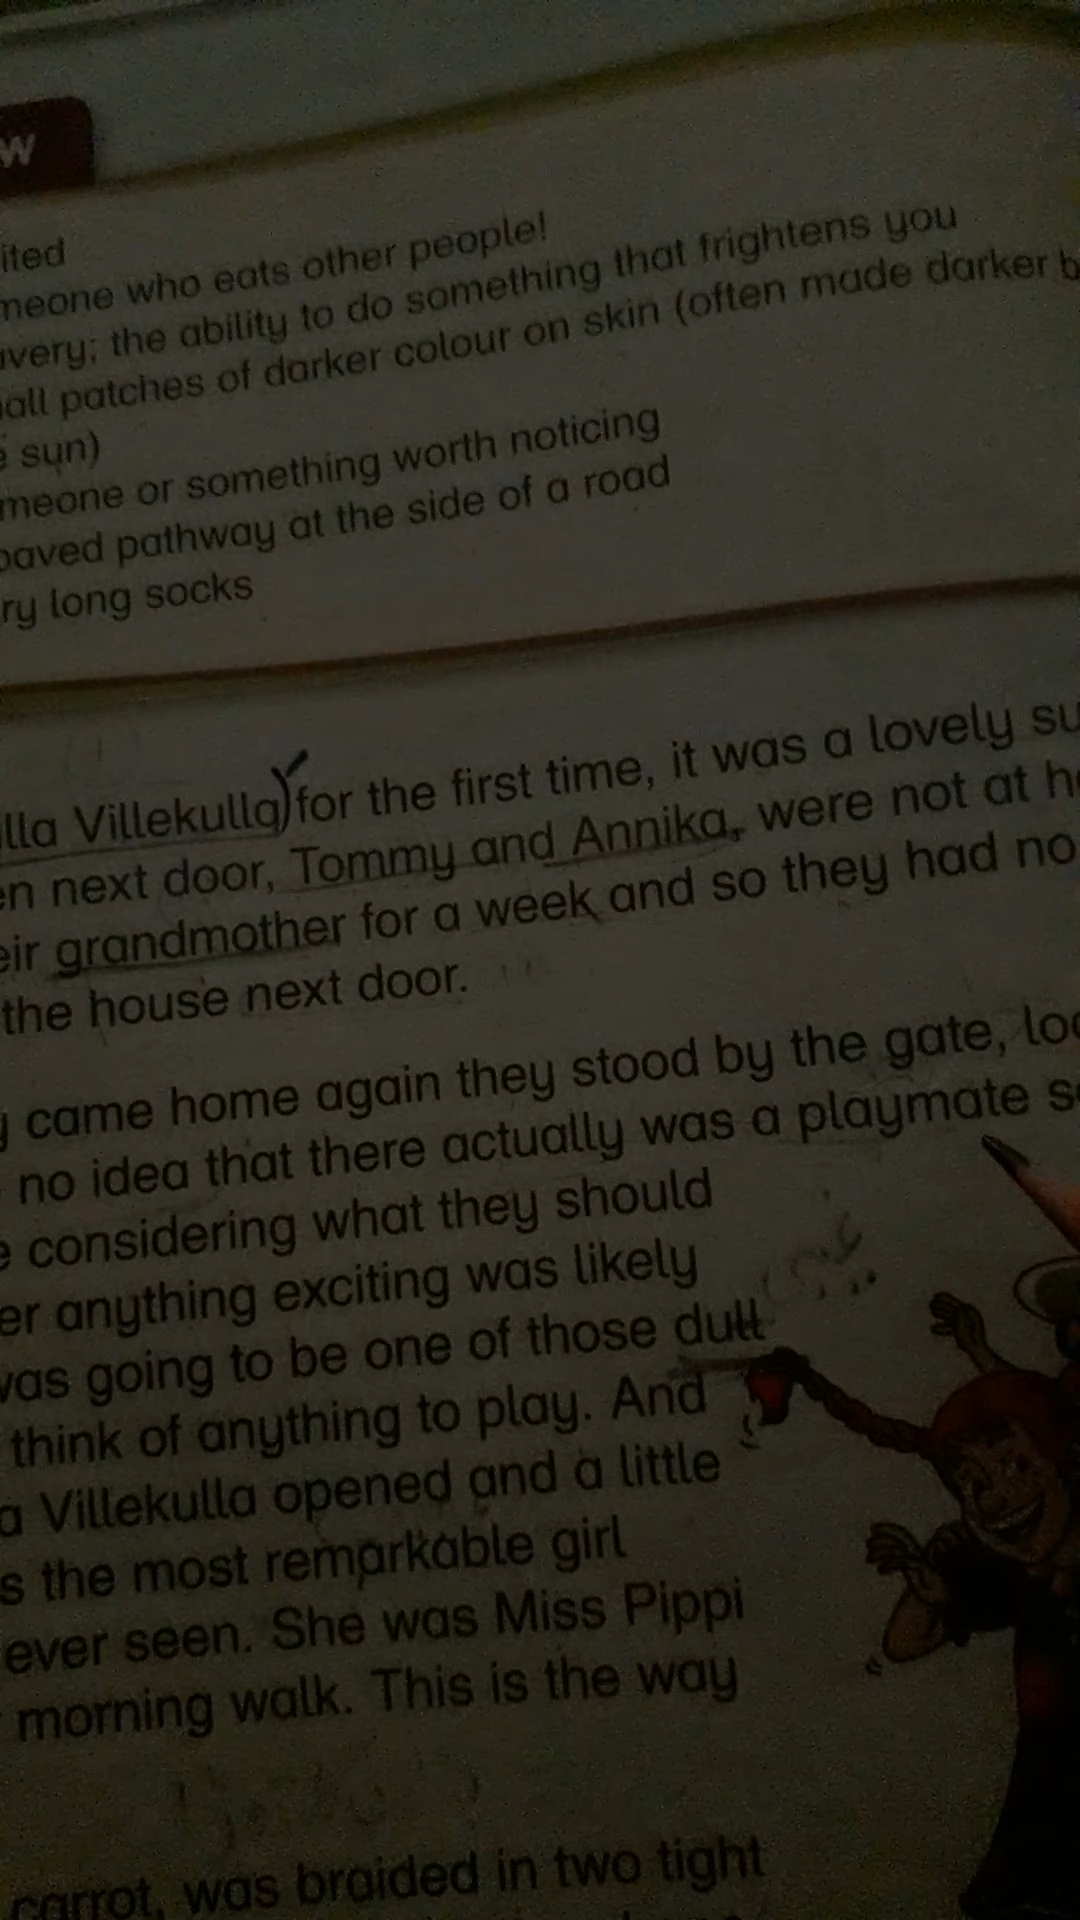 w
ited
meone who eats other people!
avery; the ability to do something that frightens you
all patches of darker colour on skin (often made darker b
e sun)
meone or something worth noticing
paved pathway at the side of a road
ry long socks
lla Villekulla) for the first time, it was a lovely su
en next door, Tommy and Annika, were not at h
eir grandmother for a week and so they had no
the house next door.
y came home again they stood by the gate, loo
no idea that there actually was a playmate s
e considering what they should
er anything exciting was likely
was going to be one of those dull
think of anything to play. And
a Villekulla opened and a little
s the most remarkable girl
ever seen. She was Miss Pippi
morning walk. This is the way
carrot, was braided in two tight